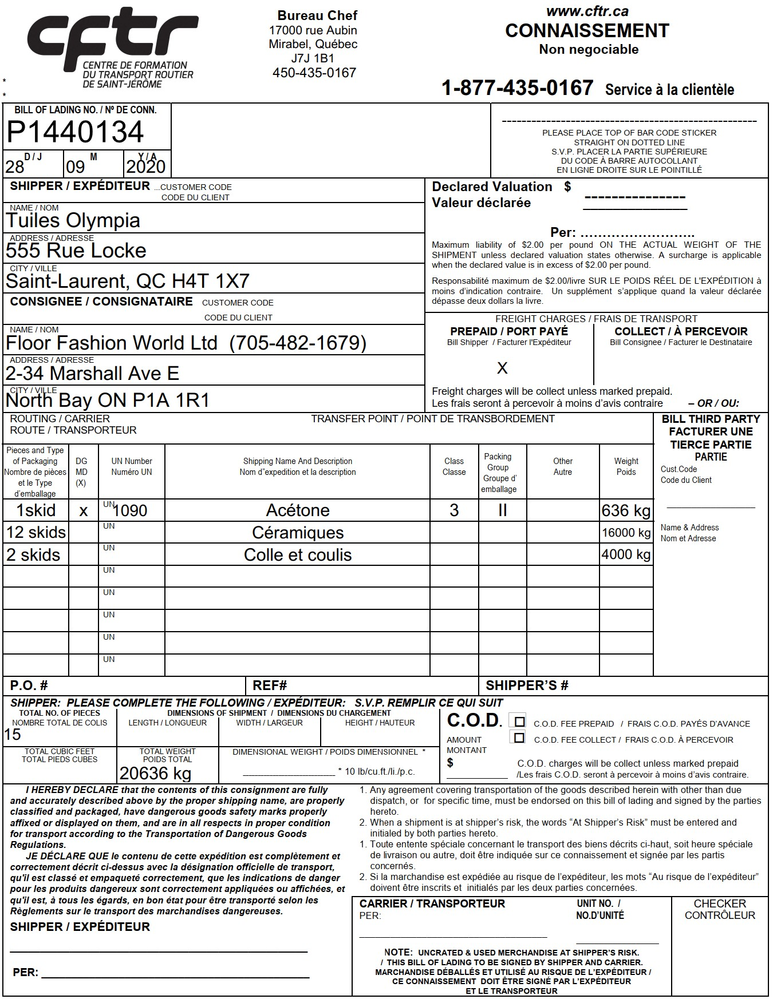 cftr
CENTRE DE FORMATION
DU TRANSPORT ROUTIER
DE SAINT-JÉRÔME
*
*
Bureau Chef
17000 rue Aubin
Mirabel, Québec
J7J 1B1
450-435-0167
www.cftr.ca
CONNAISSEMENT
Non negociable
1-877-435-0167 Service à la clientèle
BILL OF LADING NO. / Nº DE CONN.
P1440134
D / J M Y / A
28 09 2020
PLEASE PLACE TOP OF BAR CODE STICKER
STRAIGHT ON DOTTED LINE
S.V.P. PLACER LA PARTIE SUPÉRIEURE
DU CODE À BARRE AUTOCOLLANT
EN LIGNE DROITE SUR LE POINTILLÉ
SHIPPER / EXPÉDITEUR ....CUSTOMER CODE
CODE DU CLIENT
NAME / NOM
Tuiles Olympia
ADDRESS / ADRESSE
555 Rue Locke
CITY / VILLE
Saint-Laurent, QC H4T 1X7
CONSIGNEE / CONSIGNATAIRE CUSTOMER CODE
CODE DU CLIENT
NAME / NOM
Floor Fashion World Ltd (705-482-1679)
ADDRESS / ADRESSE
2-34 Marshall Ave E
CITY / VILLE
North Bay ON P1A 1R1
Declared Valuation $ ---------------
Valeur déclarée ______________
Per: ……………………..
Maximum liability of $2.00 per pound ON THE ACTUAL WEIGHT OF THE
SHIPMENT unless declared valuation states otherwise. A surcharge is applicable
when the declared value is in excess of $2.00 per pound.
Responsabilité maximum de $2.00/livre SUR LE POIDS RÉEL DE L'EXPÉDITION à
moins d’indication contraire. Un supplément s’applique quand la valeur déclarée
dépasse deux dollars la livre.
FREIGHT CHARGES / FRAIS DE TRANSPORT
PREPAID / PORT PAYÉ COLLECT / À PERCEVOIR
Bill Shipper / Facturer l'Expéditeur Bill Consignee / Facturer le Destinataire
X
Freight charges will be collect unless marked prepaid.
Les frais seront à percevoir à moins d’avis contraire – OR / OU:
ROUTING / CARRIER TRANSFER POINT / POINT DE TRANSBORDEMENT
ROUTE / TRANSPORTEUR
BILL THIRD PARTY
FACTURER UNE
TIERCE PARTIE
PARTIE
Cust.Code
Code du Client
Name & Address
Nom et Adresse
Pieces and Type
of Packaging
Nombre de pièces
et le Type
d’emballage
DG
MD
(X)
UN Number
Numéro UN
Shipping Name And Description
Nom d”expedition et la description
Class
Classe
Packing
Group
Groupe d’
emballage
Other
Autre
Weight
Poids
1skid x UN 1090 Acétone 3 II 636 kg
12 skids UN Céramiques 16000 kg
2 skids UN Colle et coulis 4000 kg
UN
UN
UN
UN
UN
P.O. # REF# SHIPPER’S #
SHIPPER: PLEASE COMPLETE THE FOLLOWING / EXPÉDITEUR: S.V.P. REMPLIR CE QUI SUIT
TOTAL NO. OF PIECES
NOMBRE TOTAL DE COLIS
15
DIMENSIONS OF SHIPMENT / DIMENSIONS DU CHARGEMENT
LENGTH / LONGUEUR WIDTH / LARGEUR HEIGHT / HAUTEUR
TOTAL CUBIC FEET
TOTAL PIEDS CUBES
TOTAL WEIGHT
POIDS TOTAL
20636 kg
DIMENSIONAL WEIGHT / POIDS DIMENSIONNEL *
* 10 lb/cu.ft./li./p.c.
C.O.D. C.O.D. FEE PREPAID / FRAIS C.O.D. PAYÉS D’AVANCE
AMOUNT C.O.D. FEE COLLECT / FRAIS C.O.D. À PERCEVOIR
MONTANT
$ C.O.D. charges will be collect unless marked prepaid
/Les frais C.O.D. seront à percevoir à moins d’avis contraire.
I HEREBY DECLARE that the contents of this consignment are fully
and accurately described above by the proper shipping name, are properly
classified and packaged, have dangerous goods safety marks properly
affixed or displayed on them, and are in all respects in proper condition
for transport according to the Transportation of Dangerous Goods
Regulations.
JE DÉCLARE QUE le contenu de cette expédition est complètement et
correctement décrit ci-dessus avec la désignation officielle de transport,
qu'il est classé et empaqueté correctement, que les indications de danger
pour les produits dangereux sont correctement appliquées ou affichées, et
qu'il est, à tous les égards, en bon état pour être transporté selon les
Règlements sur le transport des marchandises dangereuses.
SHIPPER / EXPÉDITEUR
PER:
1. Any agreement covering transportation of the goods described herein with other than due
dispatch, or for specific time, must be endorsed on this bill of lading and signed by the parties
hereto.
2. When a shipment is at shipper’s risk, the words “At Shipper’s Risk” must be entered and
initialed by both parties hereto.
1. Toute entente spéciale concernant le transport des biens décrits ci-haut, soit heure spéciale
de livraison ou autre, doit être indiquée sur ce connaissement et signée par les partis
concernés.
2. Si la marchandise est expédiée au risque de l’expéditeur, les mots “Au risque de l’expéditeur”
doivent être inscrits et initialés par les deux parties concernées.
CARRIER / TRANSPORTEUR
PER:
UNIT NO. /
NO.D’UNITÉ
CHECKER
CONTRÔLEUR
NOTE: UNCRATED & USED MERCHANDISE AT SHIPPER’S RISK.
/ THIS BILL OF LADING TO BE SIGNED BY SHIPPER AND CARRIER.
MARCHANDISE DÉBALLÉS ET UTILISÉ AU RISQUE DE L’EXPÉDITEUR /
CE CONNAISSEMENT DOIT ÊTRE SIGNÉ PAR L’EXPÉDITEUR
ET LE TRANSPORTEUR